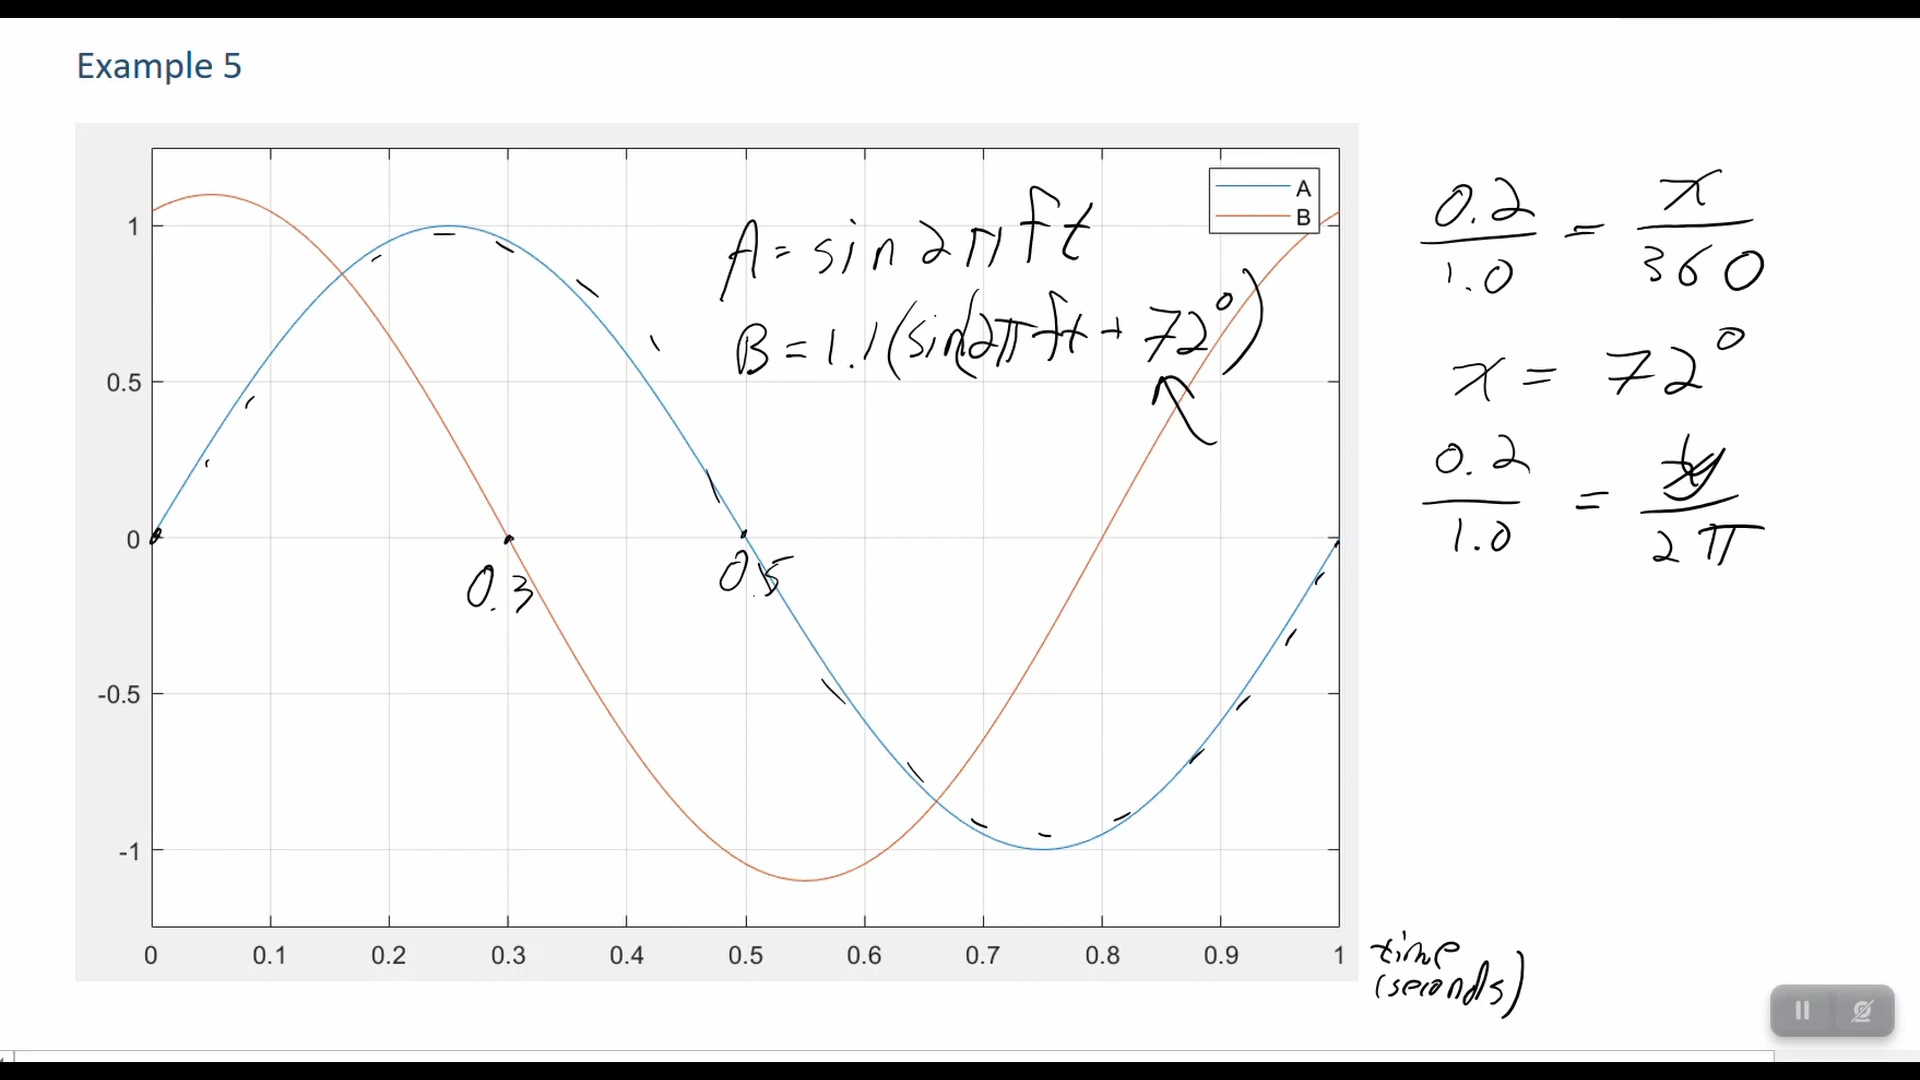 Example 5
A
B
1
0.5
0
-0.5
-1
0 0.1 0.2 0.3 0.4 0.5 0.6 0.7 0.8 0.9 1
A = sin 2πft
B = 1.1(sin(2πft + 72°)
0.3
0.5
time
(seconds)
0.2/1.0 = x/360
x = 72°
0.2/1.0 = y/2π